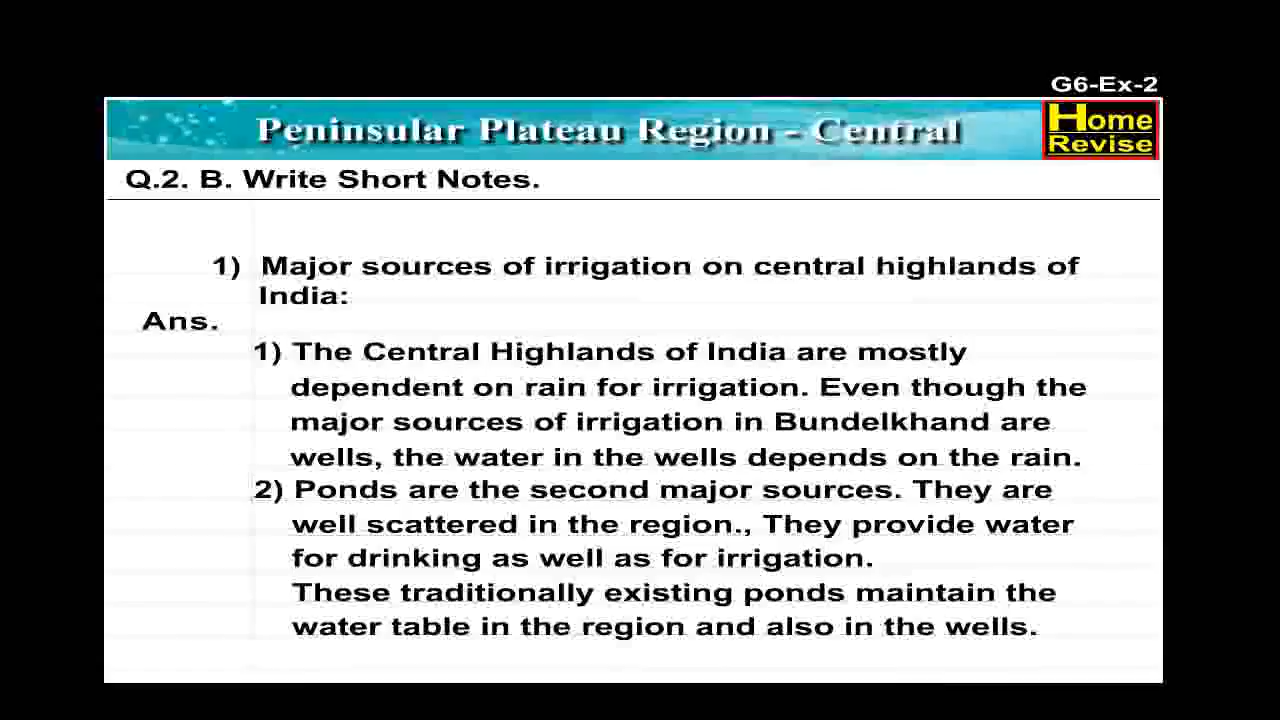 G6-Ex-2
Peninsular Plateau Region - Central
Home
Revise
Q.2. B. Write Short Notes.
1) Major sources of irrigation on central highlands of
India:
Ans.
1) The Central Highlands of India are mostly
dependent on rain for irrigation. Even though the
major sources of irrigation in Bundelkhand are
wells, the water in the wells depends on the rain.
2) Ponds are the second major sources. They are
well scattered in the region., They provide water
for drinking as well as for irrigation.
These traditionally existing ponds maintain the
water table in the region and also in the wells.